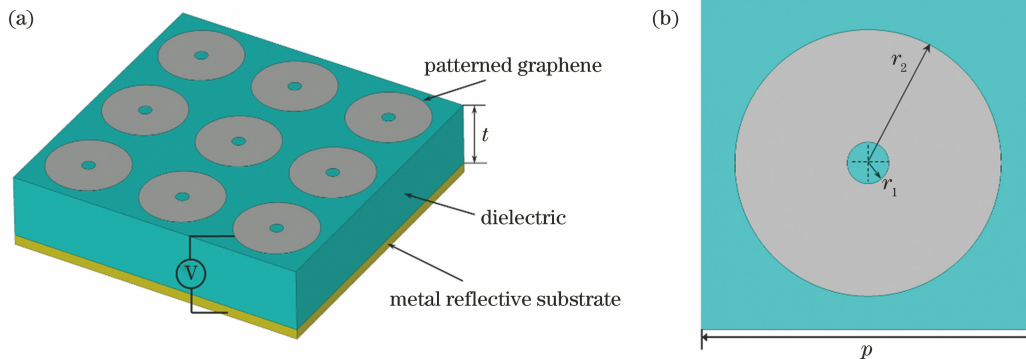 (a)
patterned graphene
t
dielectric
V
metal reflective substrate
(b)
r2
r1
p